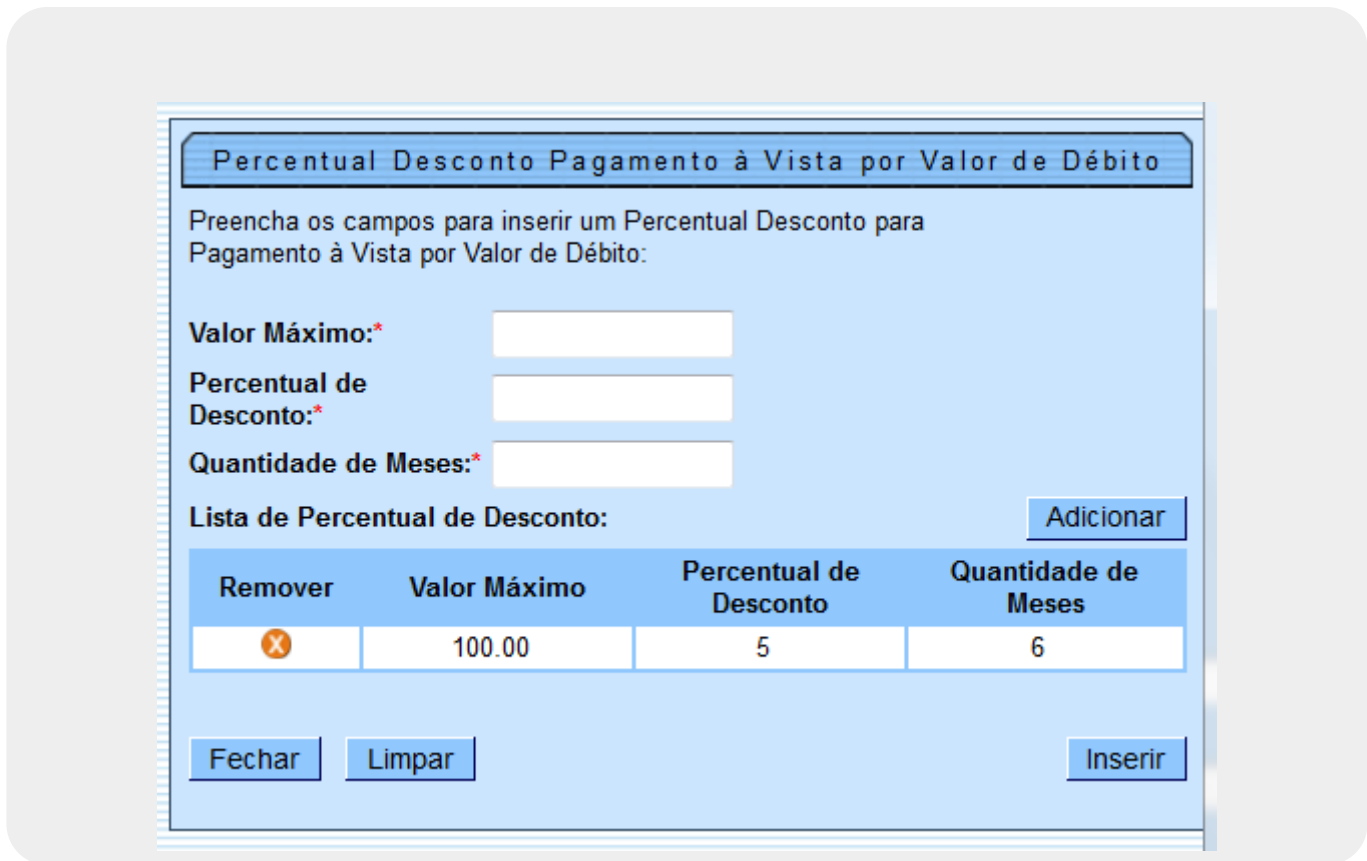 Percentual Desconto Pagamento à Vista por Valor de Débito
Preencha os campos para inserir um Percentual Desconto para
Pagamento à Vista por Valor de Débito:
Valor Máximo:*
Percentual de
Desconto:*
Quantidade de Meses:*
Lista de Percentual de Desconto:
Adicionar
Remover Valor Máximo Percentual de Desconto Quantidade de Meses
X 100.00 5 6
Fechar Limpar Inserir